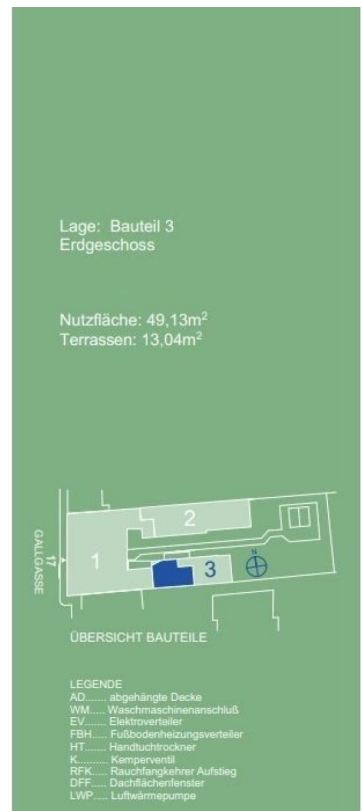 Lage: Bauteil 3
Erdgeschoss
Nutzfläche: 49,13m²
Terrassen: 13,04m²
2
1
3
N
GALLGASSE
17
ÜBERSICHT BAUTEILE
LEGENDE
AD....... abgehängte Decke
WM..... Waschmaschinenanschluß
EV....... Elektroverteiler
FBH.... Fußbodenheizungsverteiler
HT....... Handtuchtrockner
K.......... Kemperventil
RFK.... Rauchfangkehrer Aufstieg
DFF.... Dachflächenfenster
LWP.... Luftwärmepumpe